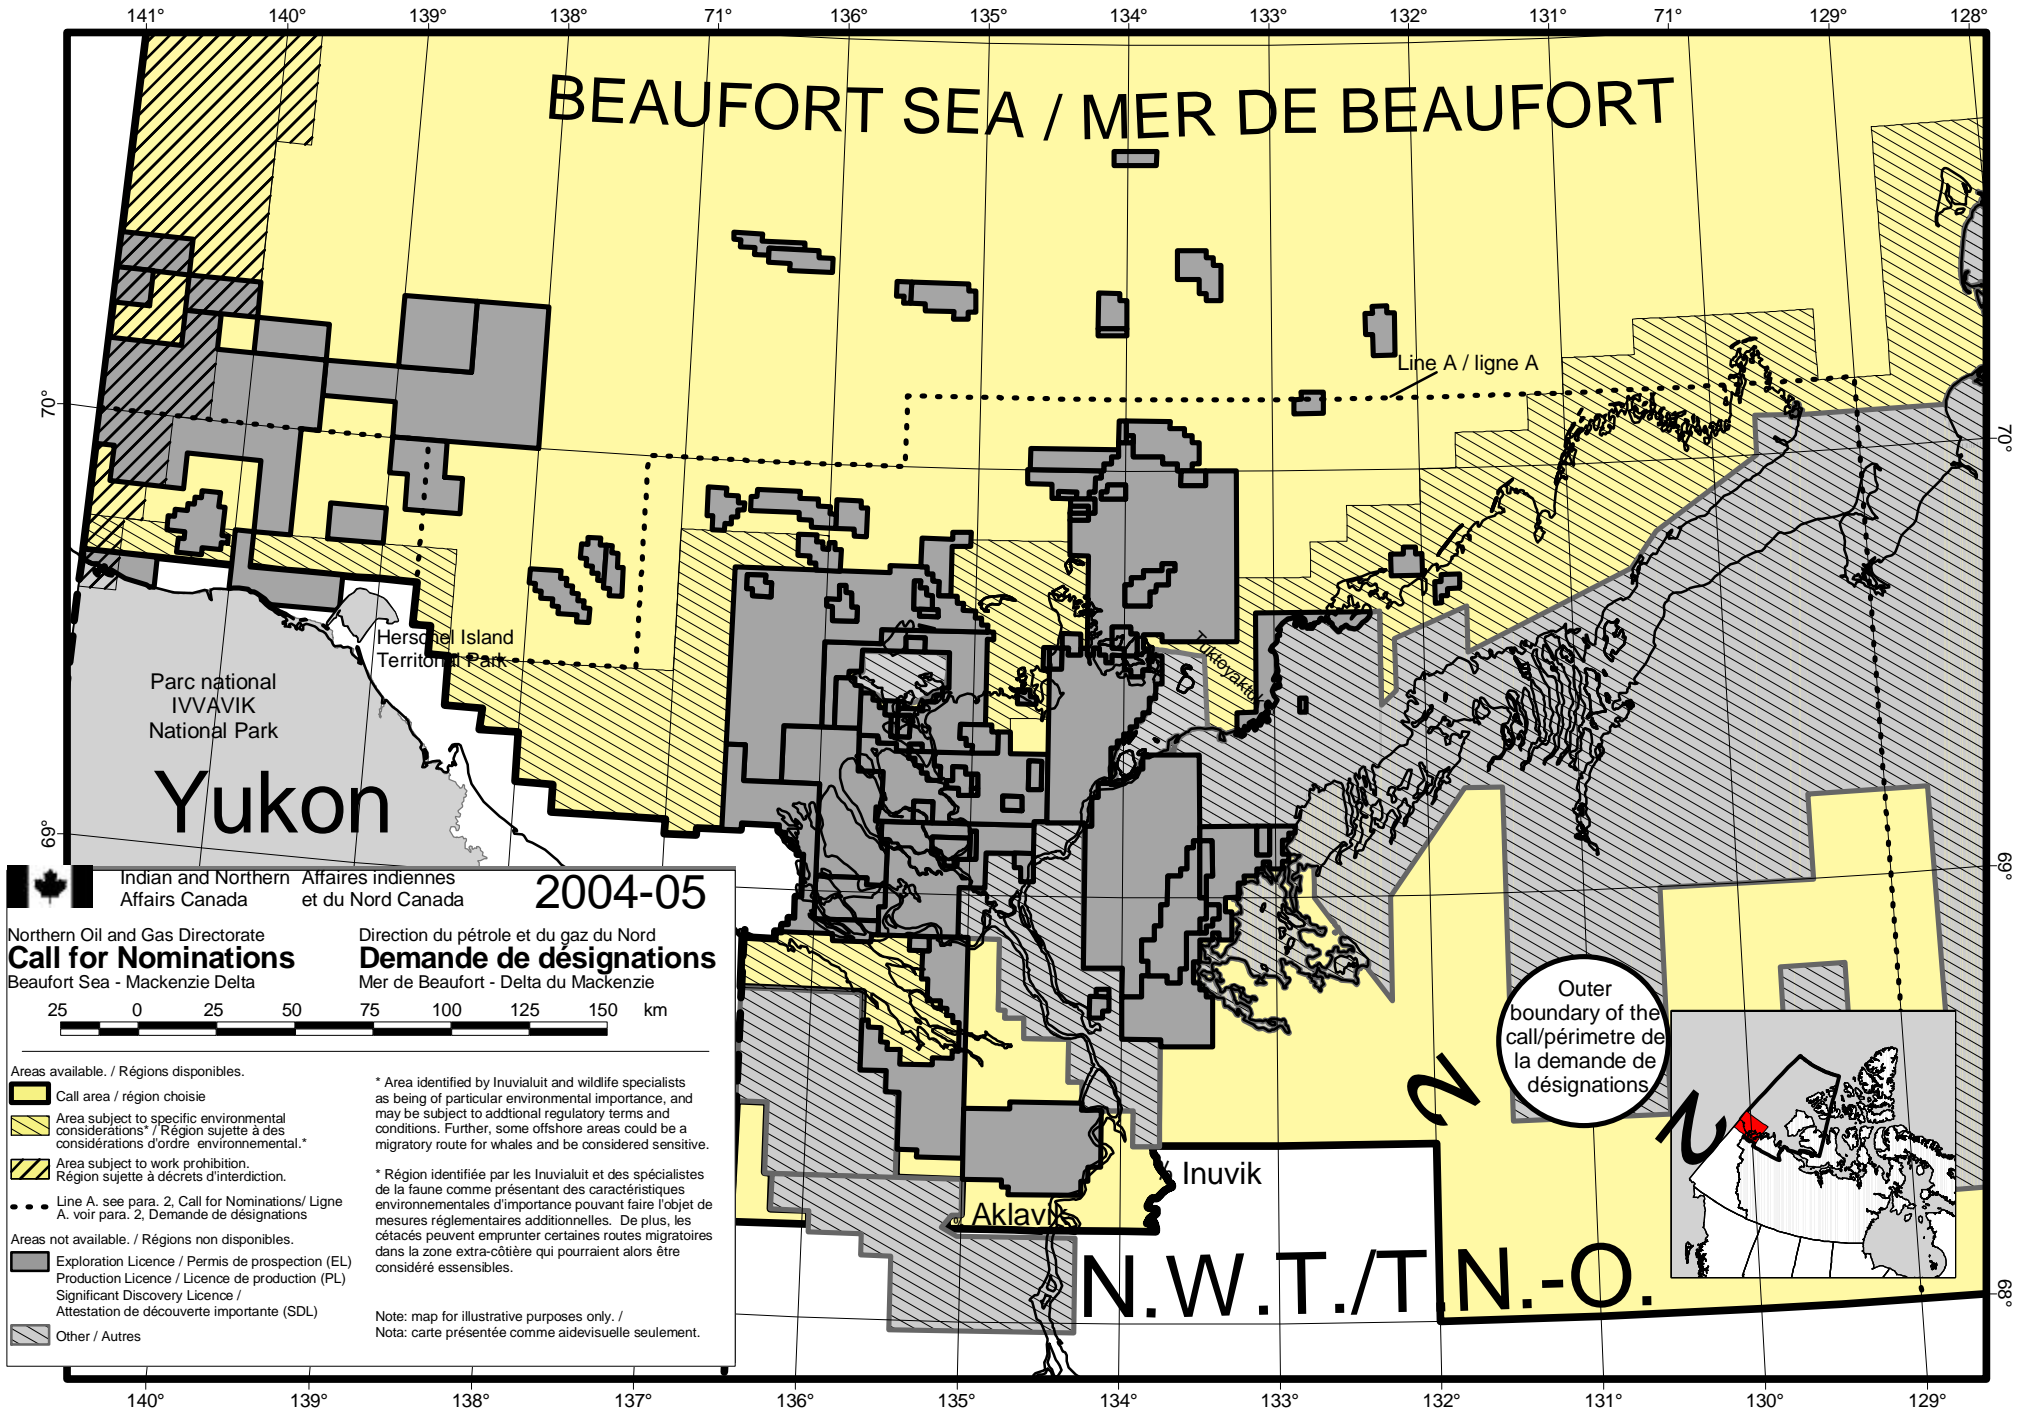 141° 140° 139° 138° 71° 136° 135° 134° 133° 132° 131° 71° 129° 128°
BEAUFORT SEA / MER DE BEAUFORT
Line A / ligne A
70°
70°
Herschel Island
Territorial Park
Tuktoyaktuk
Parc national
IVVAVIK
National Park
Yukon
69°
69°
Indian and Northern
Affairs Canada
Affaires indiennes
et du Nord Canada
2004-05
Northern Oil and Gas Directorate
Call for Nominations
Beaufort Sea - Mackenzie Delta
Direction du pétrole et du gaz du Nord
Demande de désignations
Mer de Beaufort - Delta du Mackenzie
25 0 25 50 75 100 125 150 km
Areas available. / Régions disponibles.
Call area / région choisie
Area subject to specific environmental
considerations* / Région sujette à des
considérations d'ordre environnemental.*
Area subject to work prohibition.
Région sujette à décrets d'interdiction.
Line A. see para. 2, Call for Nominations/ Ligne
A. voir para. 2, Demande de désignations
Areas not available. / Régions non disponibles.
Exploration Licence / Permis de prospection (EL)
Production Licence / Licence de production (PL)
Significant Discovery Licence /
Attestation de découverte importante (SDL)
Other / Autres
* Area identified by Inuvialuit and wildlife specialists
as being of particular environmental importance, and
may be subject to addtional regulatory terms and
conditions. Further, some offshore areas could be a
migratory route for whales and be considered sensitive.
* Région identifiée par les Inuvialuit et des spécialistes
de la faune comme présentant des caractéristiques
environnementales d'importance pouvant faire l'objet de
mesures réglementaires additionnelles. De plus, les
cétacés peuvent emprunter certaines routes migratoires
dans la zone extra-côtière qui pourraient alors être
considéré essensibles.
Note: map for illustrative purposes only. /
Nota: carte présentée comme aidevisuelle seulement.
Outer
boundary of the
call/périmetre de
la demande de
désignations
N
N
Inuvik
Aklavik
N.W.T./T.N.-O.
68°
140° 139° 138° 137° 136° 135° 134° 133° 132° 131° 130° 129°